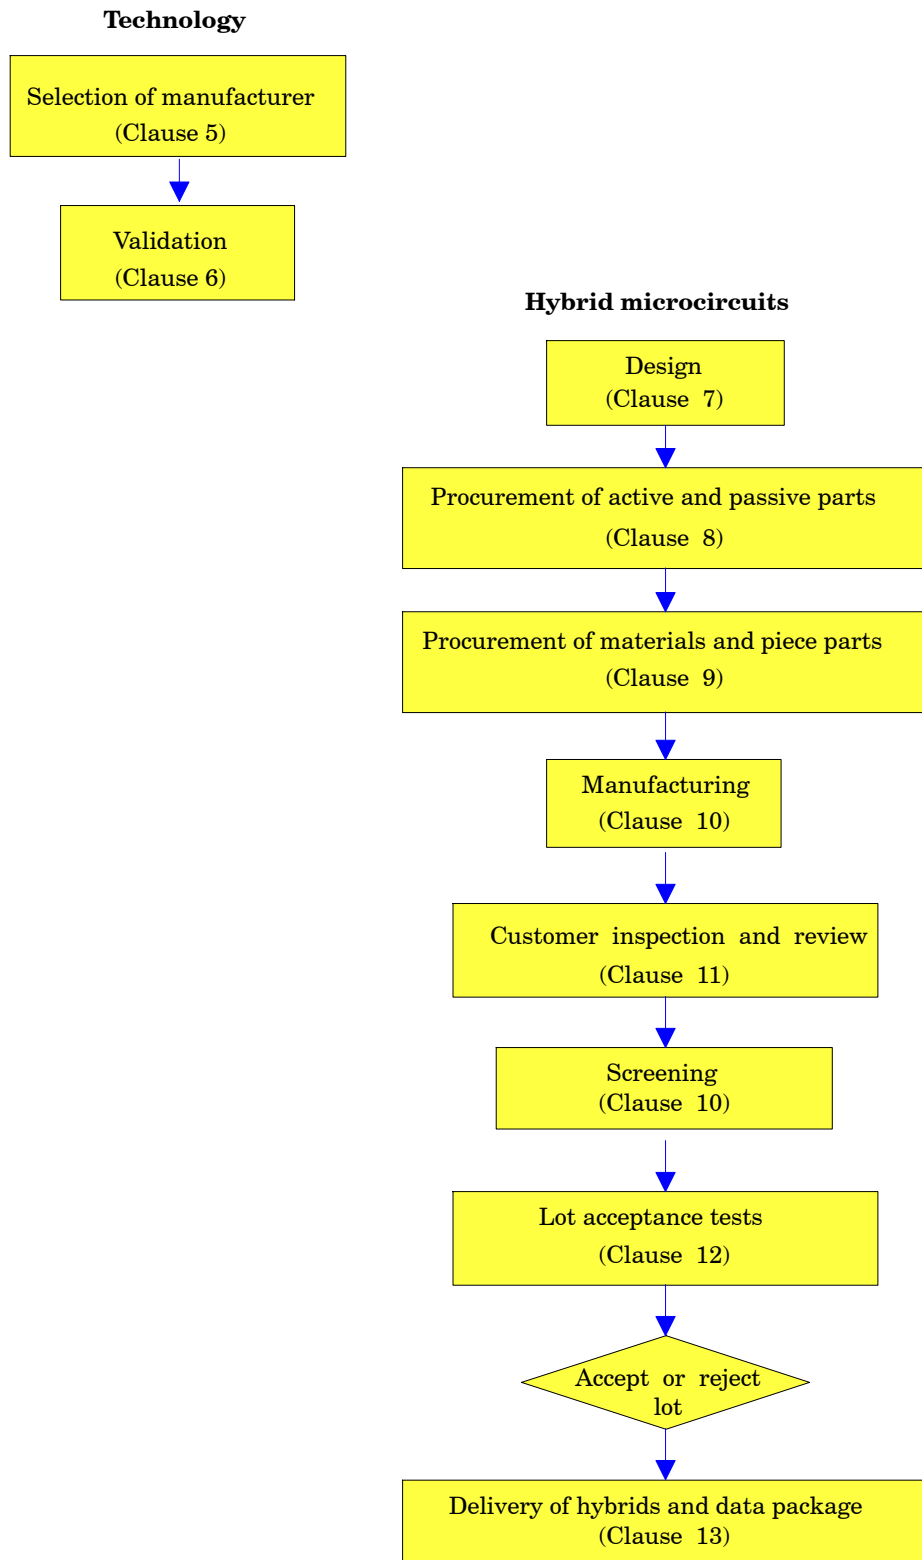 Technology
Selection of manufacturer
(Clause 5)
Validation
(Clause 6)
Hybrid microcircuits
Design
(Clause 7)
Procurement of active and passive parts
(Clause 8)
Procurement of materials and piece parts
(Clause 9)
Manufacturing
(Clause 10)
Customer inspection and review
(Clause 11)
Screening
(Clause 10)
Lot acceptance tests
(Clause 12)
Accept or reject
lot
Delivery of hybrids and data package
(Clause 13)